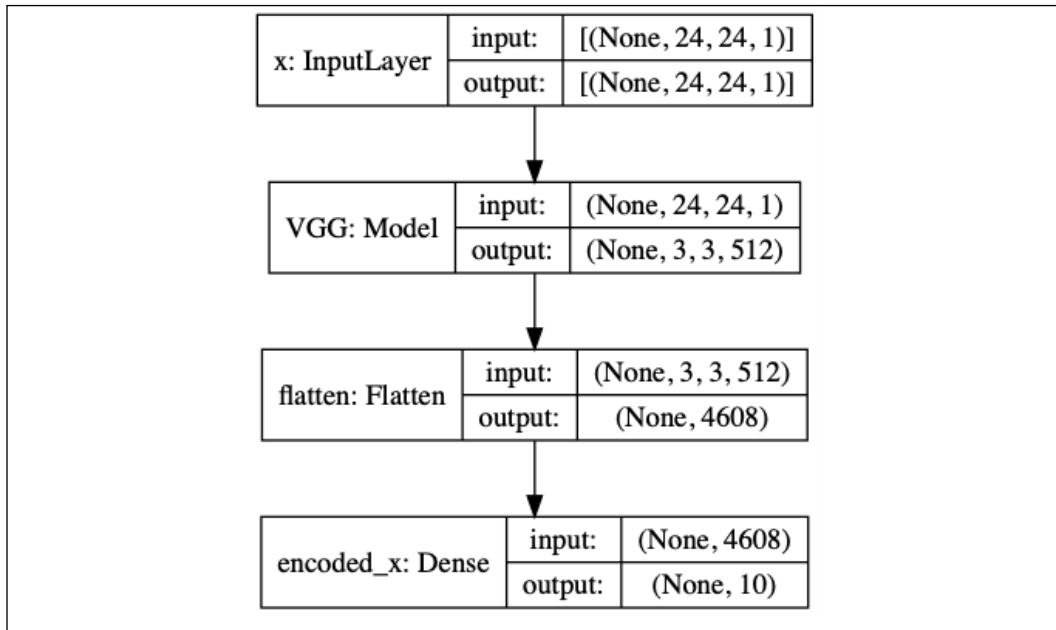 x: InputLayer
input: [(None, 24, 24, 1)]
output: [(None, 24, 24, 1)]
VGG: Model
input: (None, 24, 24, 1)
output: (None, 3, 3, 512)
flatten: Flatten
input: (None, 3, 3, 512)
output: (None, 4608)
encoded_x: Dense
input: (None, 4608)
output: (None, 10)